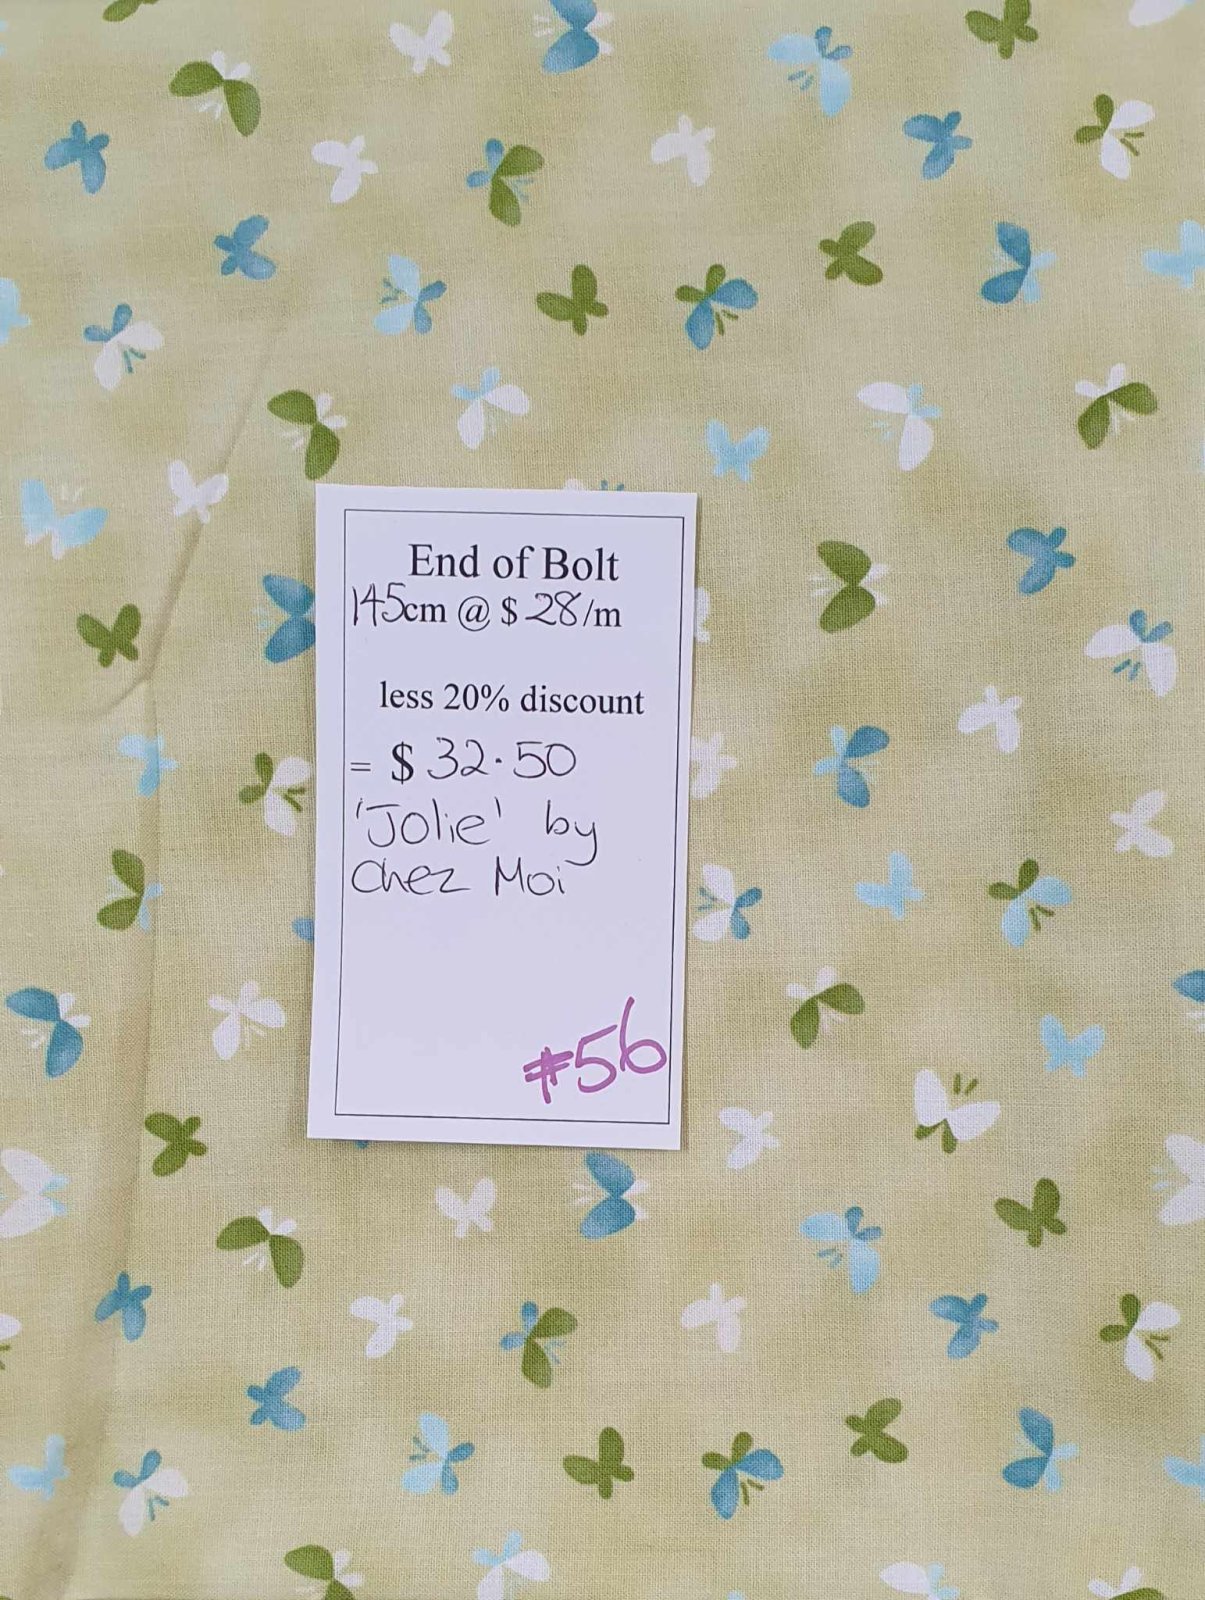 End of Bolt
145cm @ $ 28/m
less 20% discount
= $ 32.50
'Jolie' by
Chez Moi
#56